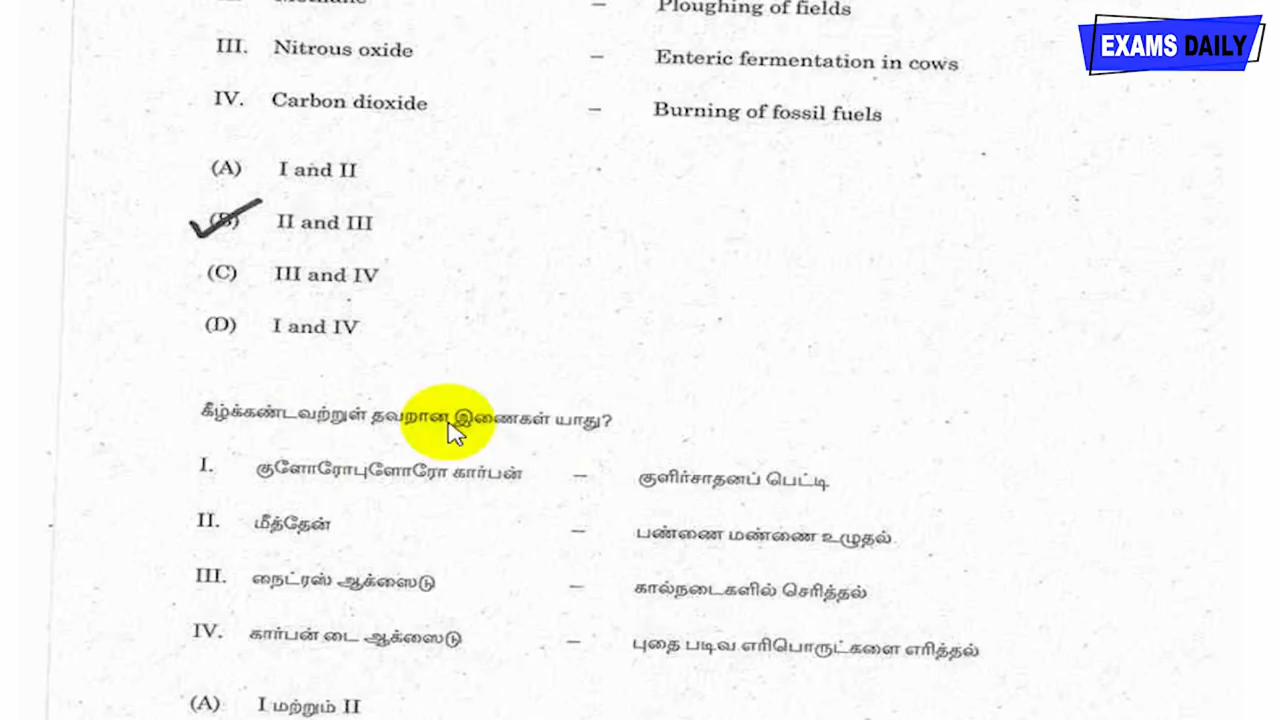 Ploughing of fields
EXAMS DAILY
III. Nitrous oxide – Enteric fermentation in cows
IV. Carbon dioxide – Burning of fossil fuels
(A) I and II
(B) II and III
(C) III and IV
(D) I and IV
கீழ்க்கண்டவற்றுள் தவறான இணைகள் யாது?
I. குளோரோபுளோரோ கார்பன் – குளிர்சாதனப் பெட்டி
II. மீத்தேன் – பண்ணை மண்ணை உழுதல்.
III. நைட்ரஸ் ஆக்ஸைடு – கால்நடைகளில் செரித்தல்
IV. கார்பன் டை ஆக்ஸைடு – புதை படிவ எரிபொருட்களை எரித்தல்
(A) I மற்றும் II